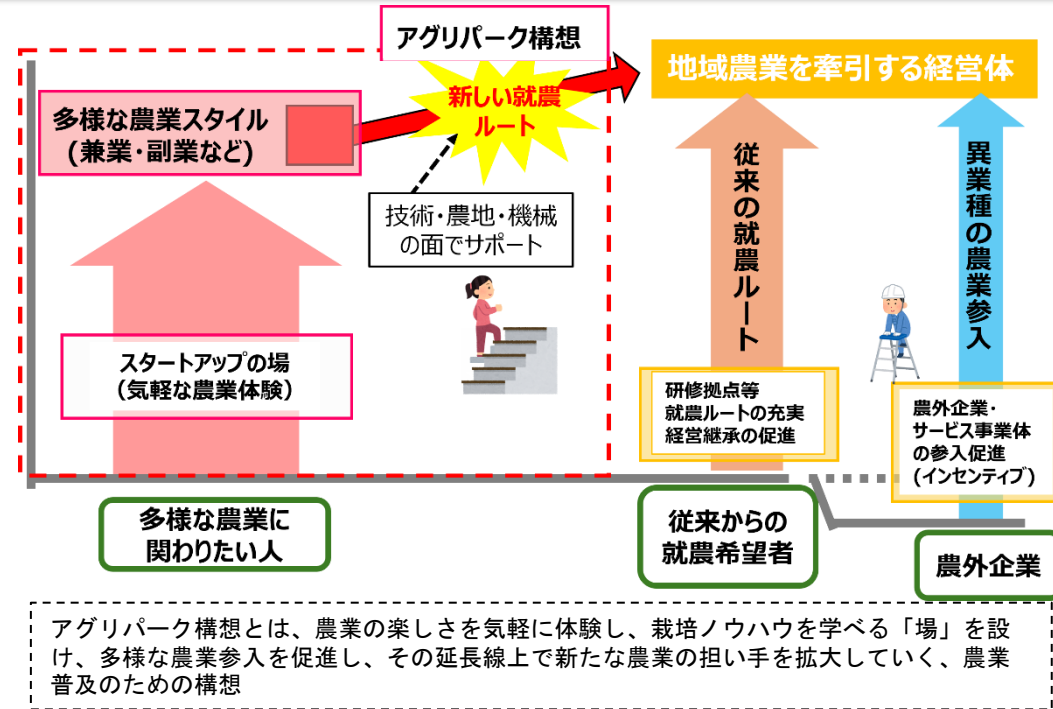 アグリパーク構想
地域農業を牽引する経営体
新しい就農
ルート
多様な農業スタイル
(兼業・副業など)
技術・農地・機械
の面でサポート
従来の就農ルート
異業種の農業参入
スタートアップの場
(気軽な農業体験)
研修拠点等
就農ルートの充実
経営継承の促進
農外企業・
サービス事業体
の参入促進
(インセンティブ)
多様な農業に
関わりたい人
従来からの
就農希望者
農外企業
アグリパーク構想とは、農業の楽しさを気軽に体験し、栽培ノウハウを学べる「場」を設
け、多様な農業参入を促進し、その延長線上で新たな農業の担い手を拡大していく、農業
普及のための構想